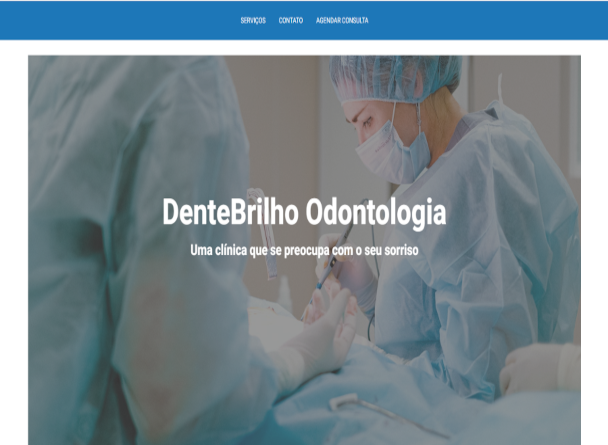 SERVIÇOS CONTATO AGENDAR CONSULTA
DenteBrilho Odontologia
Uma clínica que se preocupa com o seu sorriso